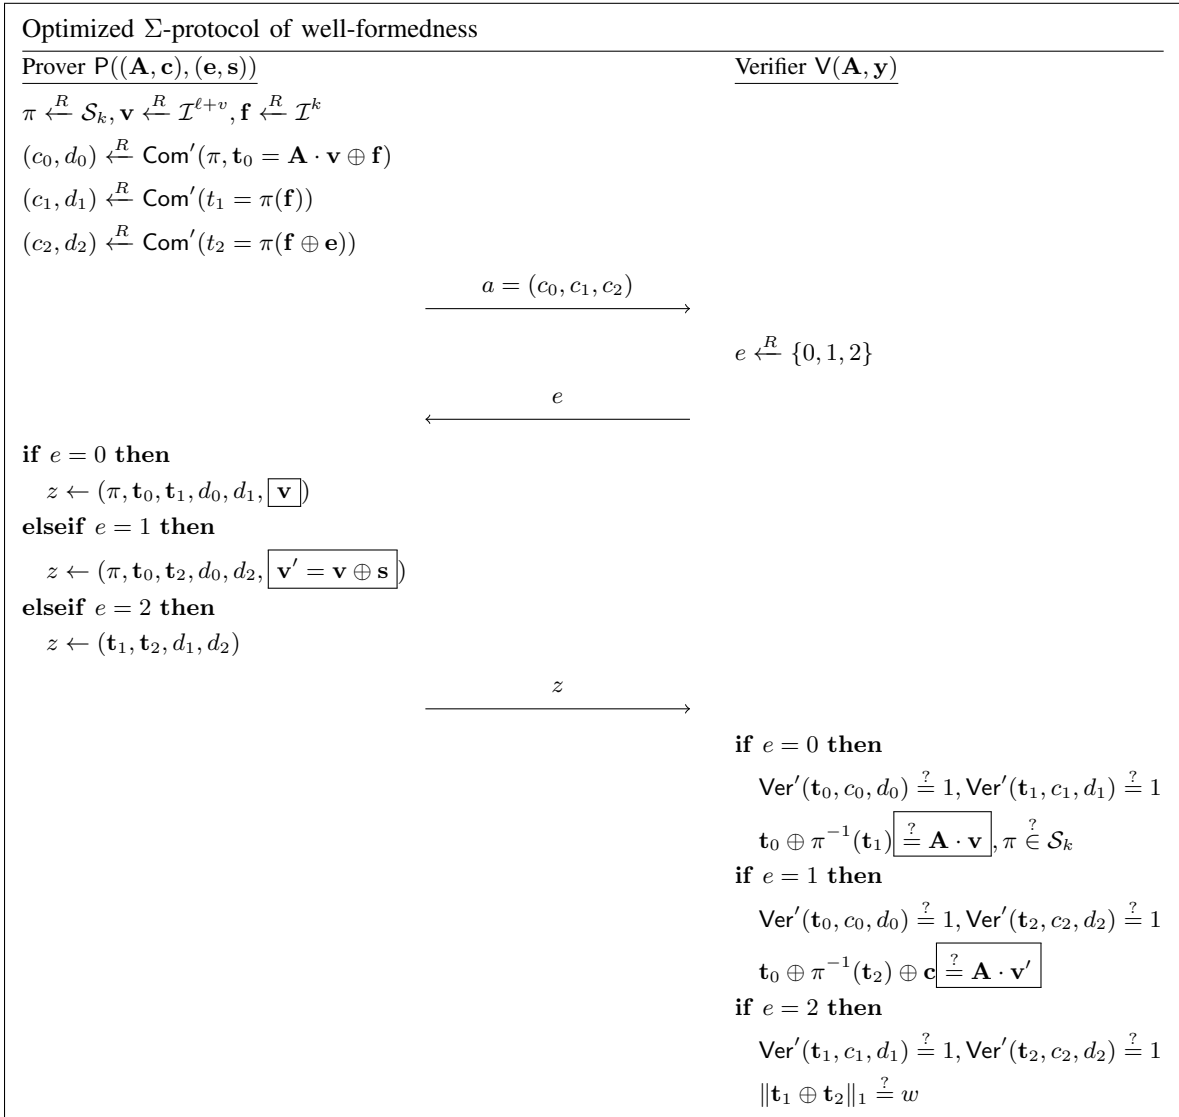 Optimized Σ-protocol of well-formedness
Prover P((A, c), (e, s)) Verifier V(A, y)
π ←R S_k, v ←R I^{ℓ+v}, f ←R I^k
(c_0, d_0) ←R Com′(π, t_0 = A · v ⊕ f)
(c_1, d_1) ←R Com′(t_1 = π(f))
(c_2, d_2) ←R Com′(t_2 = π(f ⊕ e))
a = (c_0, c_1, c_2)
e ←R {0, 1, 2}
e
if e = 0 then
z ← (π, t_0, t_1, d_0, d_1, v)
elseif e = 1 then
z ← (π, t_0, t_2, d_0, d_2, v′ = v ⊕ s)
elseif e = 2 then
z ← (t_1, t_2, d_1, d_2)
z
if e = 0 then
Ver′(t_0, c_0, d_0) ?= 1, Ver′(t_1, c_1, d_1) ?= 1
t_0 ⊕ π^{-1}(t_1) ?= A · v, π ?∈ S_k
if e = 1 then
Ver′(t_0, c_0, d_0) ?= 1, Ver′(t_2, c_2, d_2) ?= 1
t_0 ⊕ π^{-1}(t_2) ⊕ c ?= A · v′
if e = 2 then
Ver′(t_1, c_1, d_1) ?= 1, Ver′(t_2, c_2, d_2) ?= 1
‖t_1 ⊕ t_2‖_1 ?= w